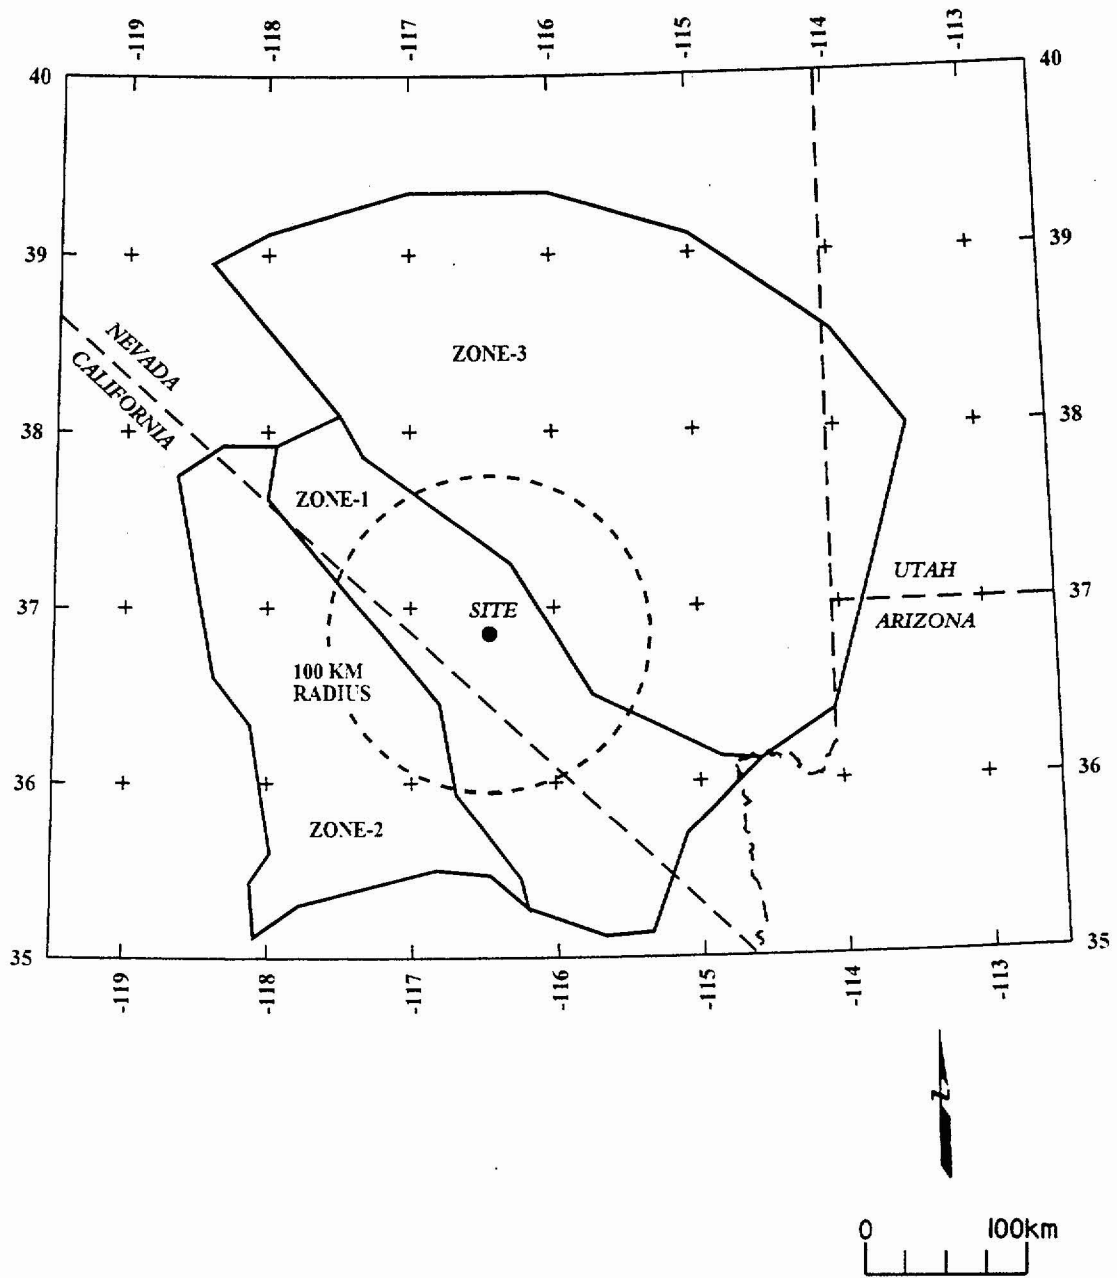 -119
-118
-117
-116
-115
-114
-113
40
40
39
39
NEVADA
CALIFORNIA
ZONE-3
38
38
ZONE-1
UTAH
37
37
SITE
ARIZONA
100 KM
RADIUS
36
36
ZONE-2
35
35
-119
-118
-117
-116
-115
-114
-113
Z
0
100km